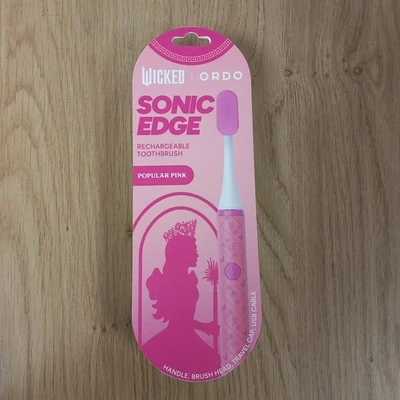 WICKED | ORDO
SONIC
EDGE
RECHARGEABLE
TOOTHBRUSH
POPULAR PINK
HANDLE, BRUSH HEAD, TRAVEL CAP, USB CABLE